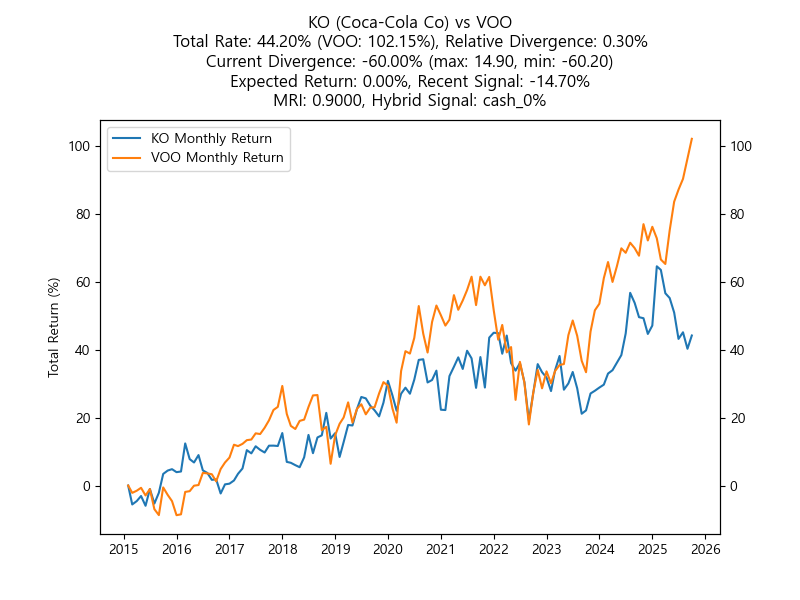 KO (Coca-Cola Co) vs VOO
Total Rate: 44.20% (VOO: 102.15%), Relative Divergence: 0.30%
Current Divergence: -60.00% (max: 14.90, min: -60.20)
Expected Return: 0.00%, Recent Signal: -14.70%
MRI: 0.9000, Hybrid Signal: cash_0%
KO Monthly Return
VOO Monthly Return
Total Return (%)
100
80
60
40
20
0
100
80
60
40
20
0
2015 2016 2017 2018 2019 2020 2021 2022 2023 2024 2025 2026